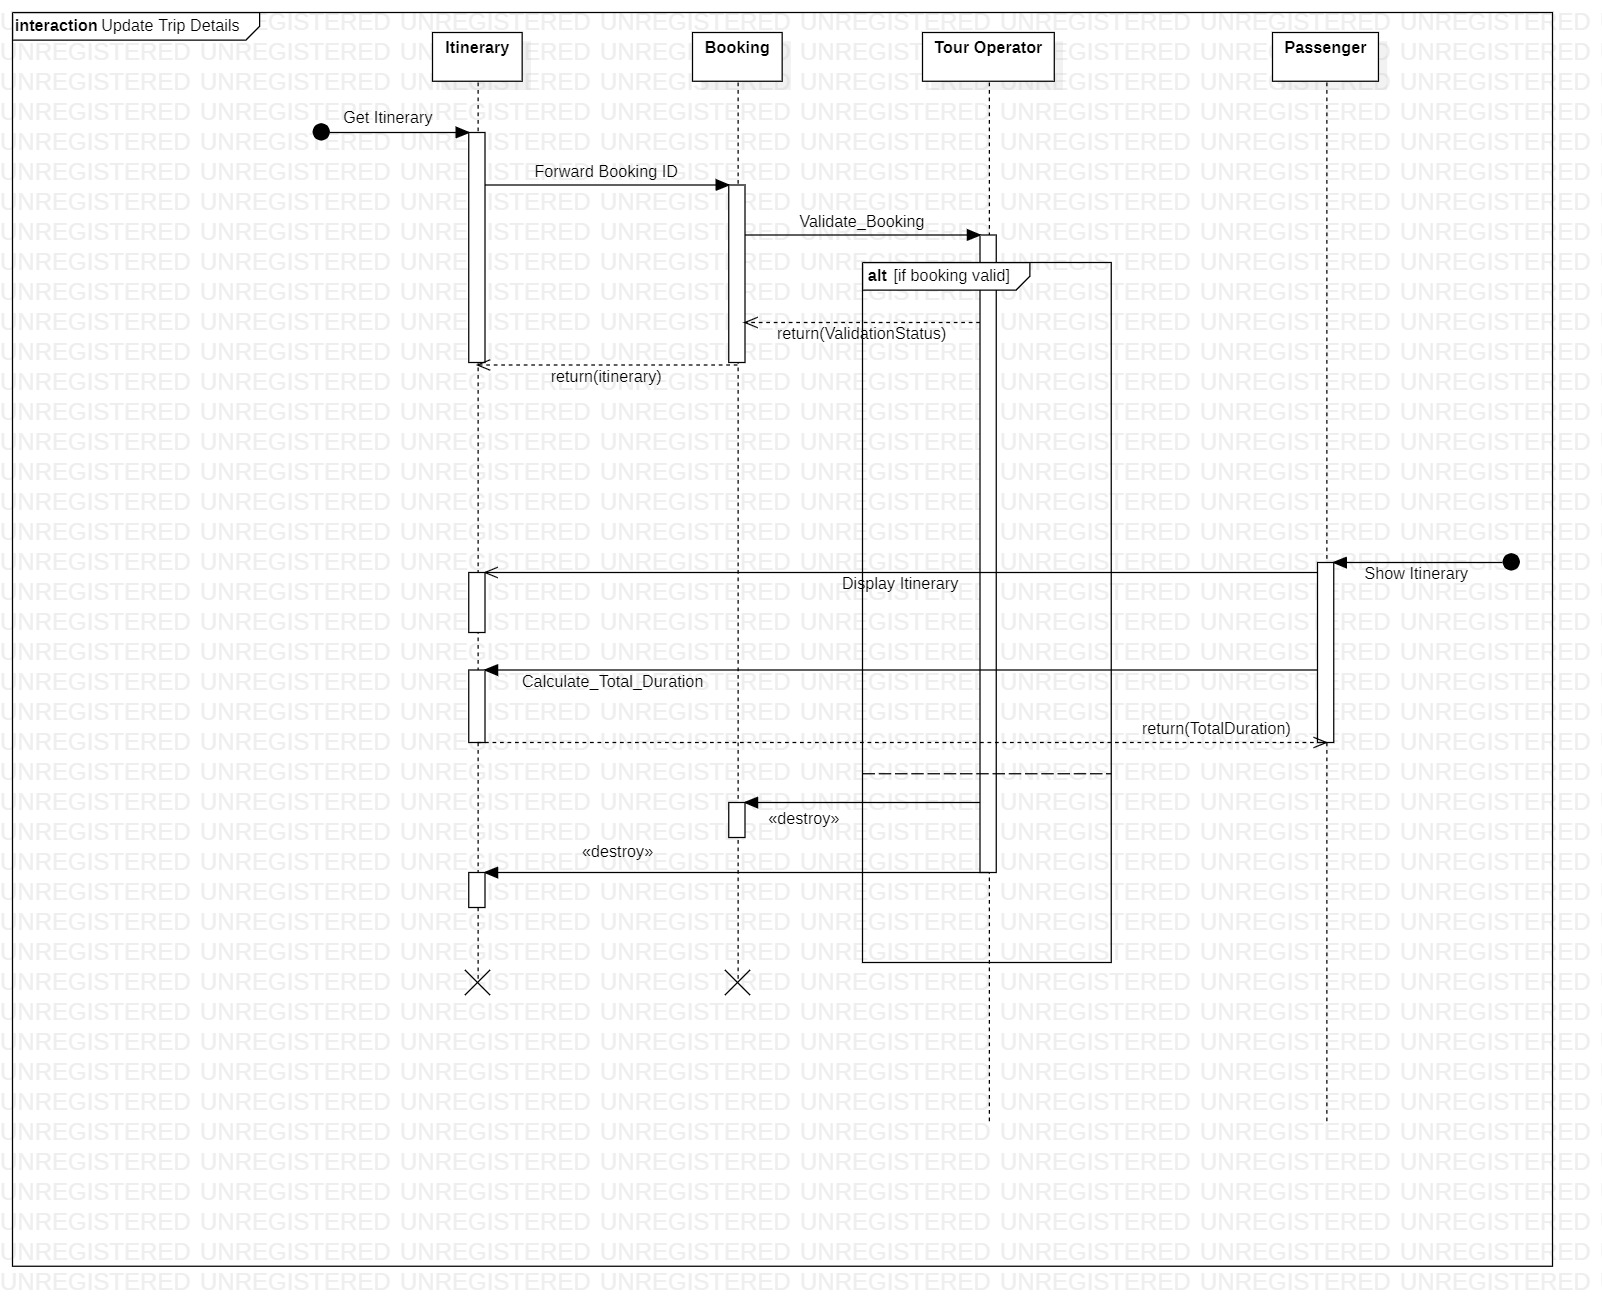 interaction Update Trip Details
Itinerary
Booking
Tour Operator
Passenger
Get Itinerary
Forward Booking ID
Validate_Booking
alt [if booking valid]
return(ValidationStatus)
return(itinerary)
Show Itinerary
Display Itinerary
Calculate_Total_Duration
return(TotalDuration)
«destroy»
«destroy»
UNREGISTERED